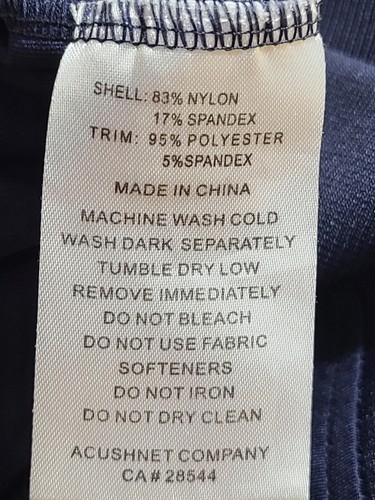 SHELL: 83% NYLON
17% SPANDEX
TRIM: 95% POLYESTER
5%SPANDEX
MADE IN CHINA
MACHINE WASH COLD
WASH DARK SEPARATELY
TUMBLE DRY LOW
REMOVE IMMEDIATELY
DO NOT BLEACH
DO NOT USE FABRIC
SOFTENERS
DO NOT IRON
DO NOT DRY CLEAN
ACUSHNET COMPANY
CA# 28544